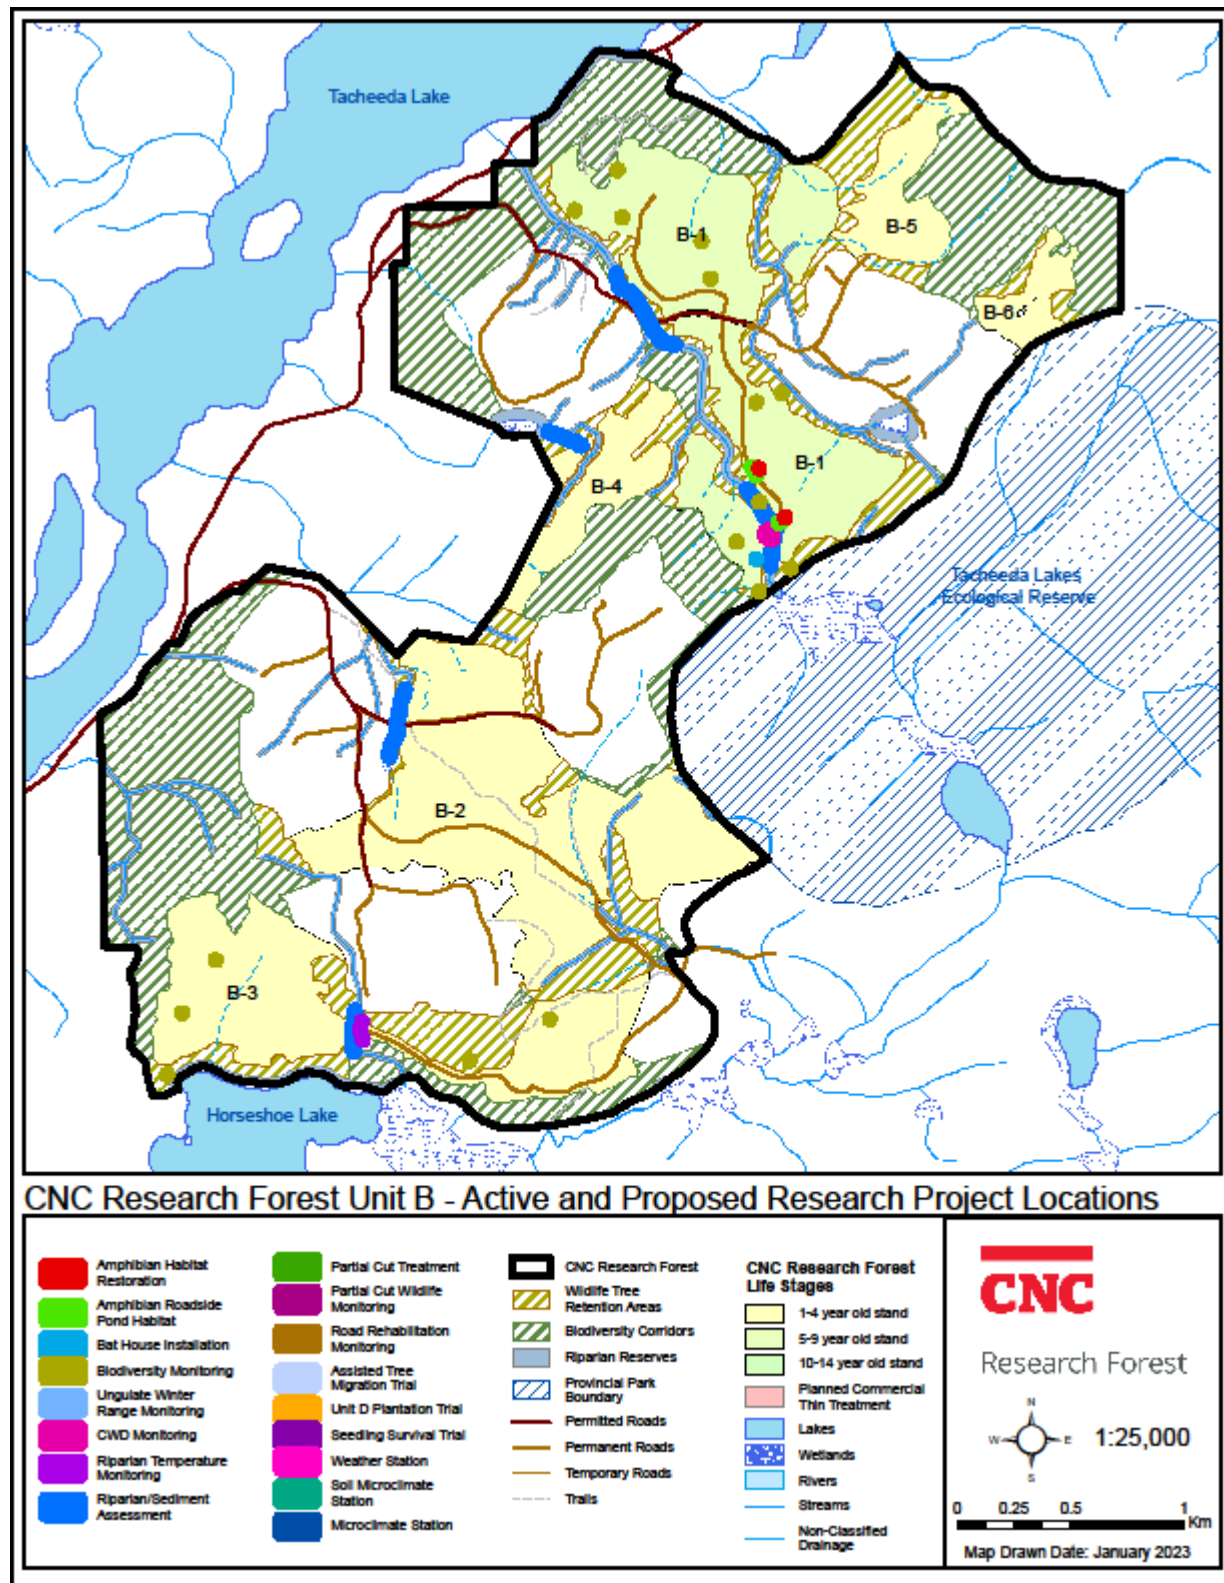 Tacheeda Lake
B-1
B-5
B-6
B-1
B-4
Tacheeda Lakes
Ecological Reserve
B-2
B-3
Horseshoe Lake
CNC Research Forest Unit B - Active and Proposed Research Project Locations
Amphibian Habitat
Restoration
Amphibian Roadside
Pond Habitat
Bat House Installation
Biodiversity Monitoring
Ungulate Winter
Range Monitoring
CWD Monitoring
Riparian Temperature
Monitoring
Riparian/Sediment
Assessment
Partial Cut Treatment
Partial Cut Wildlife
Monitoring
Road Rehabilitation
Monitoring
Assisted Tree
Migration Trial
Unit D Plantation Trial
Seedling Survival Trial
Weather Station
Soil Microclimate
Station
Microclimate Station
CNC Research Forest
Wildlife Tree
Retention Areas
Biodiversity Corridors
Riparian Reserves
Provincial Park
Boundary
Permitted Roads
Permanent Roads
Temporary Roads
Trails
CNC Research Forest
Life Stages
1-4 year old stand
5-9 year old stand
10-14 year old stand
Planned Commercial
Thin Treatment
Lakes
Wetlands
Rivers
Streams
Non-Classified
Drainage
CNC
Research Forest
N
W E
S
1:25,000
0 0.25 0.5 1
Km
Map Drawn Date: January 2023